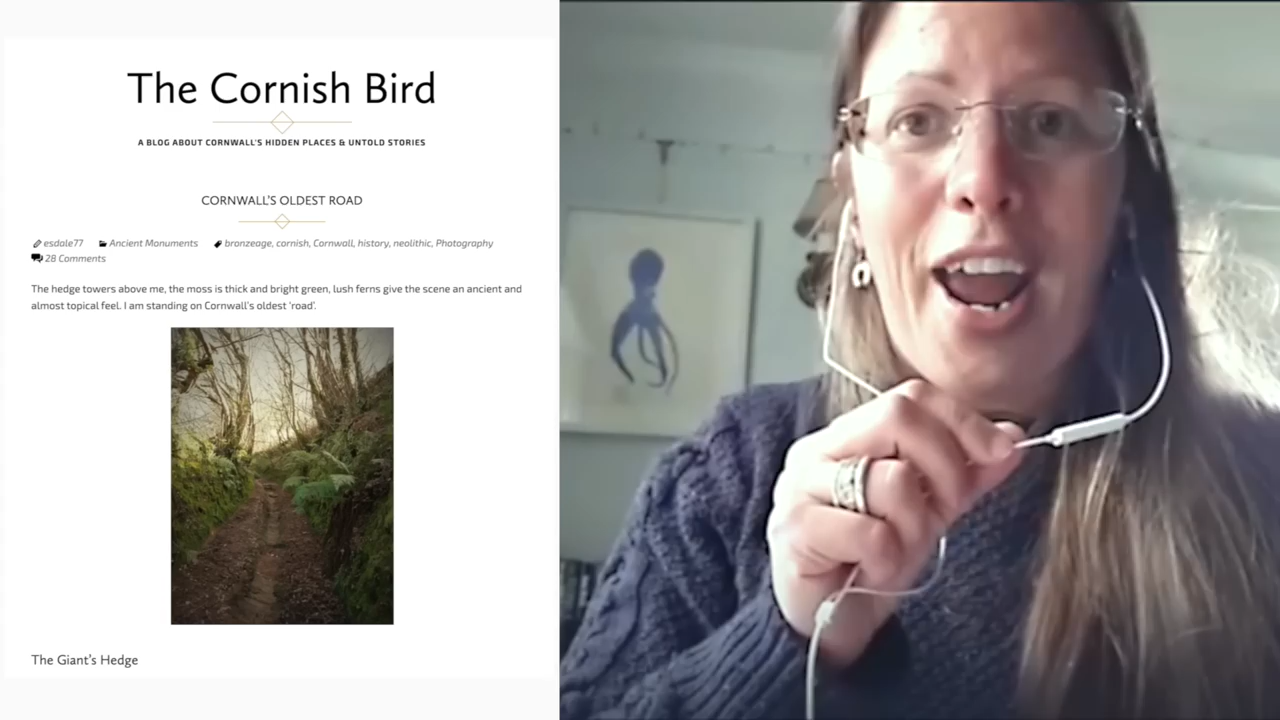 The Cornish Bird
A BLOG ABOUT CORNWALL'S HIDDEN PLACES & UNTOLD STORIES
CORNWALL'S OLDEST ROAD
esdale77 Ancient Monuments bronzeage, cornish, Cornwall, history, neolithic, Photography
28 Comments
The hedge towers above me, the moss is thick and bright green, lush ferns give the scene an ancient and
almost topical feel. I am standing on Cornwall's oldest 'road'.
The Giant's Hedge